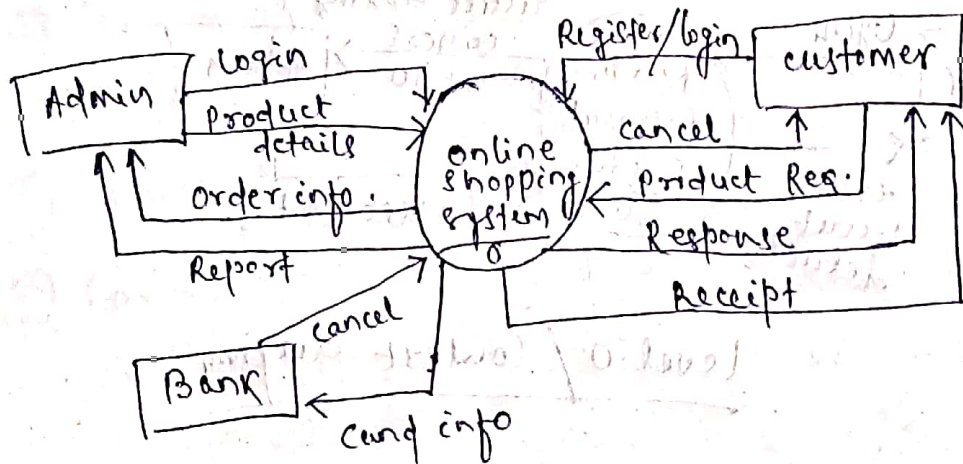 Admin
Login
Product
details
Order info.
Report
Online
shopping
system
0
Register/login
customer
cancel
Product Req.
Response
Receipt
cancel
Bank
Card info